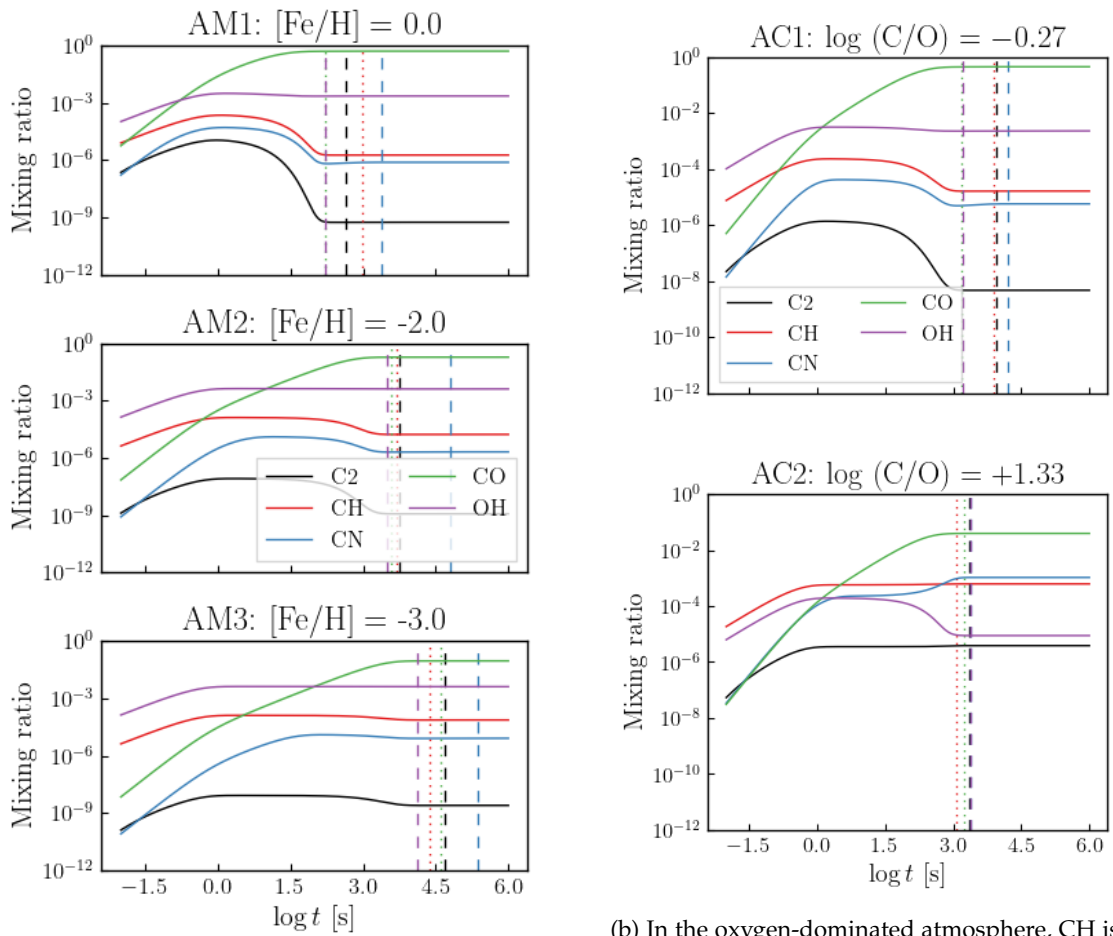 AM1: [Fe/H] = 0.0
10^0
10^−3
10^−6
10^−9
10^−12
Mixing ratio
AM2: [Fe/H] = -2.0
10^0
10^−3
10^−6
10^−9
10^−12
Mixing ratio
C2
CH
CN
CO
OH
AM3: [Fe/H] = -3.0
10^0
10^−3
10^−6
10^−9
10^−12
Mixing ratio
−1.5 0.0 1.5 3.0 4.5 6.0
log t [s]
AC1: log (C/O) = −0.27
10^0
10^−2
10^−4
10^−6
10^−8
10^−10
10^−12
Mixing ratio
C2
CH
CN
CO
OH
AC2: log (C/O) = +1.33
10^0
10^−2
10^−4
10^−6
10^−8
10^−10
10^−12
Mixing ratio
−1.5 0.0 1.5 3.0 4.5 6.0
log t [s]
(b) In the oxygen-dominated atmosphere, CH is